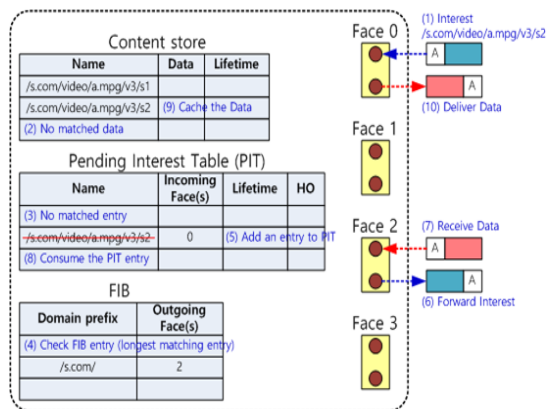 Content store
Name Data Lifetime
/s.com/video/a.mpg/v3/s1
/s.com/video/a.mpg/v3/s2 (9) Cache the Data
(2) No matched data
Pending Interest Table (PIT)
Name Incoming Face(s) Lifetime HO
(3) No matched entry
/s.com/video/a.mpg/v3/s2 0 (5) Add an entry to PIT
(8) Consume the PIT entry
FIB
Domain prefix Outgoing Face(s)
(4) Check FIB entry (longest matching entry)
/s.com/ 2
Face 0
(1) Interest
/s.com/video/a.mpg/v3/s2
A
A
(10) Deliver Data
Face 1
Face 2
(7) Receive Data
A
A
(6) Forward Interest
Face 3